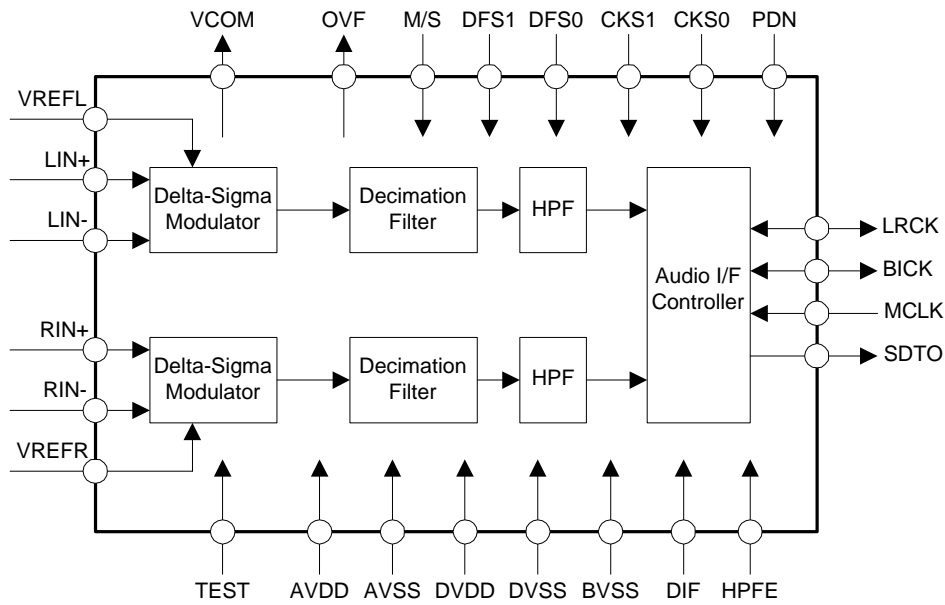 VCOM OVF M/S DFS1 DFS0 CKS1 CKS0 PDN
VREFL
LIN+
LIN-
Delta-Sigma
Modulator
Decimation
Filter
HPF
RIN+
RIN-
VREFR
Delta-Sigma
Modulator
Decimation
Filter
HPF
Audio I/F
Controller
LRCK
BICK
MCLK
SDTO
TEST AVDD AVSS DVDD DVSS BVSS DIF HPFE